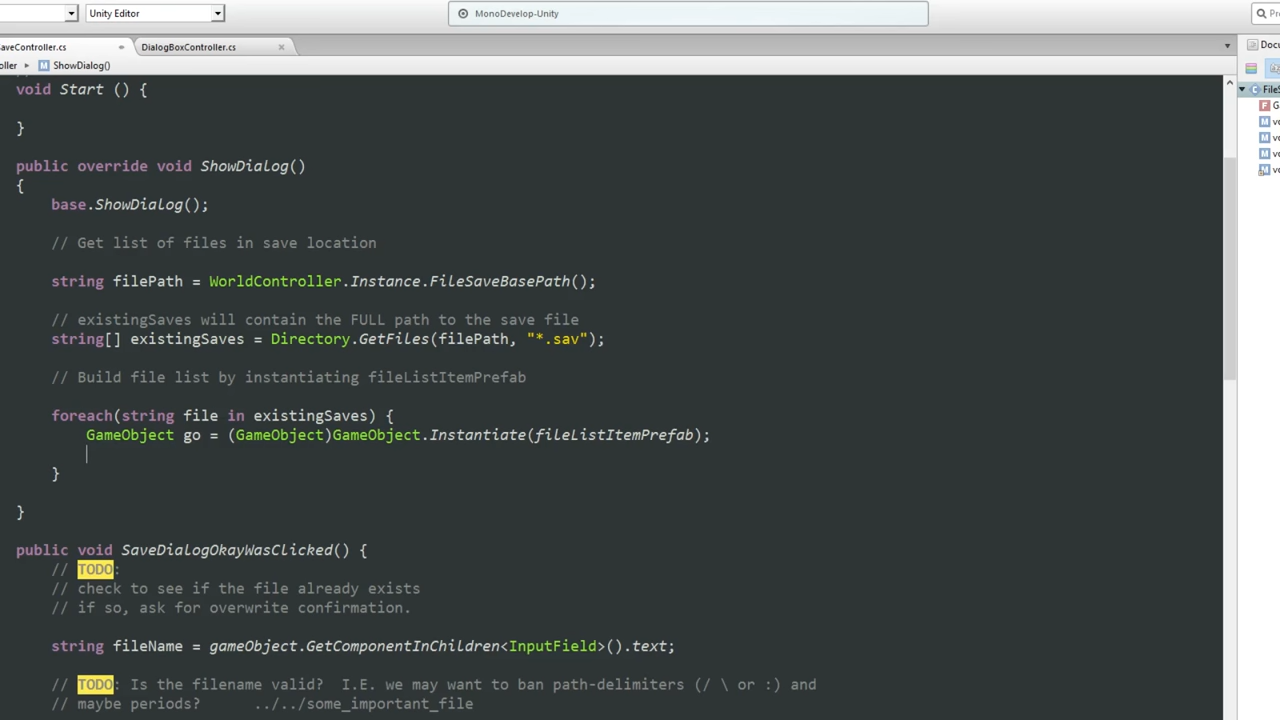 Unity Editor
MonoDevelop-Unity
SaveController.cs
DialogBoxController.cs
Docu
ller ▸ M ShowDialog()
void Start () {
}
public override void ShowDialog()
{
base.ShowDialog();
// Get list of files in save location
string filePath = WorldController.Instance.FileSaveBasePath();
// existingSaves will contain the FULL path to the save file
string[] existingSaves = Directory.GetFiles(filePath, "*.sav");
// Build file list by instantiating fileListItemPrefab
foreach(string file in existingSaves) {
GameObject go = (GameObject)GameObject.Instantiate(fileListItemPrefab);
}
}
public void SaveDialogOkayWasClicked() {
// TODO:
// check to see if the file already exists
// if so, ask for overwrite confirmation.
string fileName = gameObject.GetComponentInChildren<InputField>().text;
// TODO: Is the filename valid?  I.E. we may want to ban path-delimiters (/ \ or :) and
// maybe periods?      ../../some_important_file